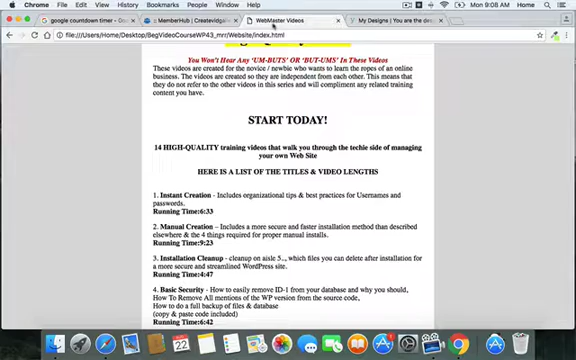 Chrome File Edit View History Bookmarks People Window Help
Mon 9:08 AM
google countdown timer -
MemberHub | Createvidgal
WebMaster Videos
My Designs | You are the de
file:///Users/Home/Desktop/BegVideoCourseWP43_mrr/Website/index.html
You Won't Hear Any 'UM-BUTS' OR 'BUT-UMS' In These Videos
These videos are created for the novice / newbie who wants to learn the ropes of an online
business. The videos are created so they are independent from each other. This means that
they do not refer to the other videos in this series and will compliment any related training
content you have.
START TODAY!
14 HIGH-QUALITY training videos that walk you through the techie side of managing
your own Web Site
HERE IS A LIST OF THE TITLES & VIDEO LENGTHS
1. Instant Creation - Includes organizational tips & best practices for Usernames and
passwords.
Running Time:6:33
2. Manual Creation – Includes a more secure and faster installation method than described
elsewhere & the 4 things required for proper manual installs.
Running Time:9:23
3. Installation Cleanup - cleanup on aisle 5.., which files you can delete after installation for
a more secure and streamlined WordPress site.
Running Time:4:47
4. Basic Security - How to easily remove ID-1 from your database and why you should,
How To Remove All mentions of the WP version from the source code,
How to do a full backup of files & database
(copy & paste code included)
Running Time:6:42
22